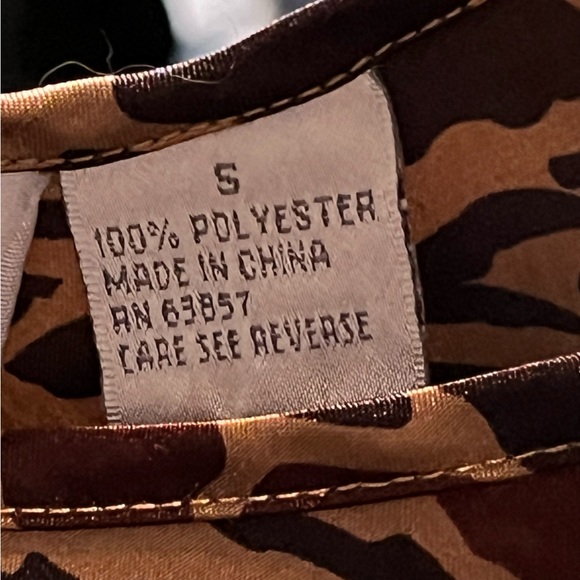 S
100% POLYESTER
MADE IN CHINA
RN 63857
CARE SEE REVERSE